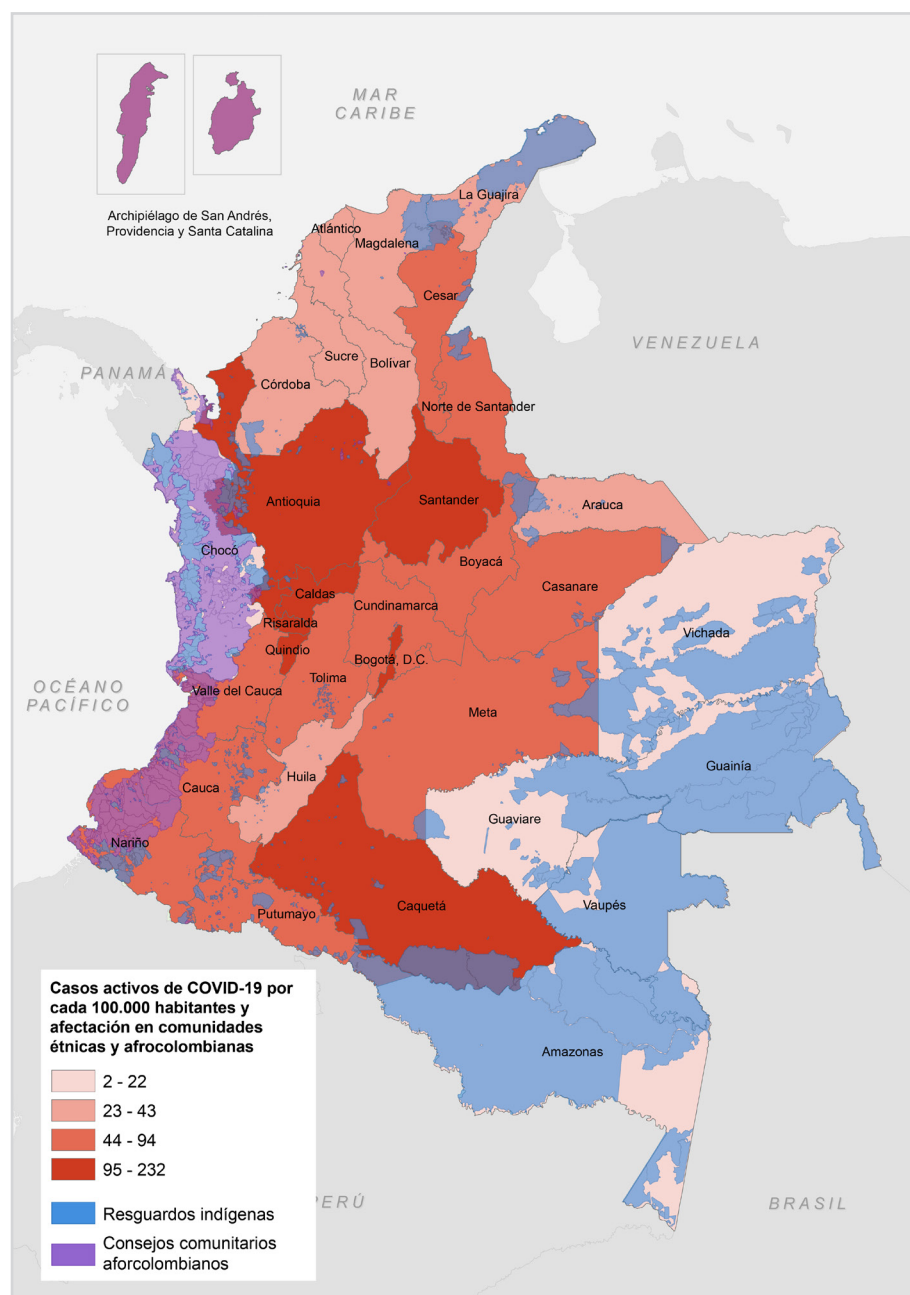 MAR
CARIBE
Archipiélago de San Andrés,
Providencia y Santa Catalina
La Guajira
Atlántico
Magdalena
Cesar
VENEZUELA
PANAMÁ
Sucre
Bolívar
Córdoba
Norte de Santander
Antioquia
Santander
Arauca
Chocó
Boyacá
Casanare
Caldas
Cundinamarca
Risaralda
Vichada
Quindio
Bogotá, D.C.
Tolima
OCÉANO
PACÍFICO
Valle del Cauca
Meta
Guainía
Huila
Cauca
Guaviare
Nariño
Caquetá
Vaupés
Putumayo
Amazonas
Casos activos de COVID-19 por
cada 100.000 habitantes y
afectación en comunidades
étnicas y afrocolombianas
2 - 22
23 - 43
44 - 94
95 - 232
Resguardos indígenas
Consejos comunitarios
aforcolombianos
ERÚ
BRASIL